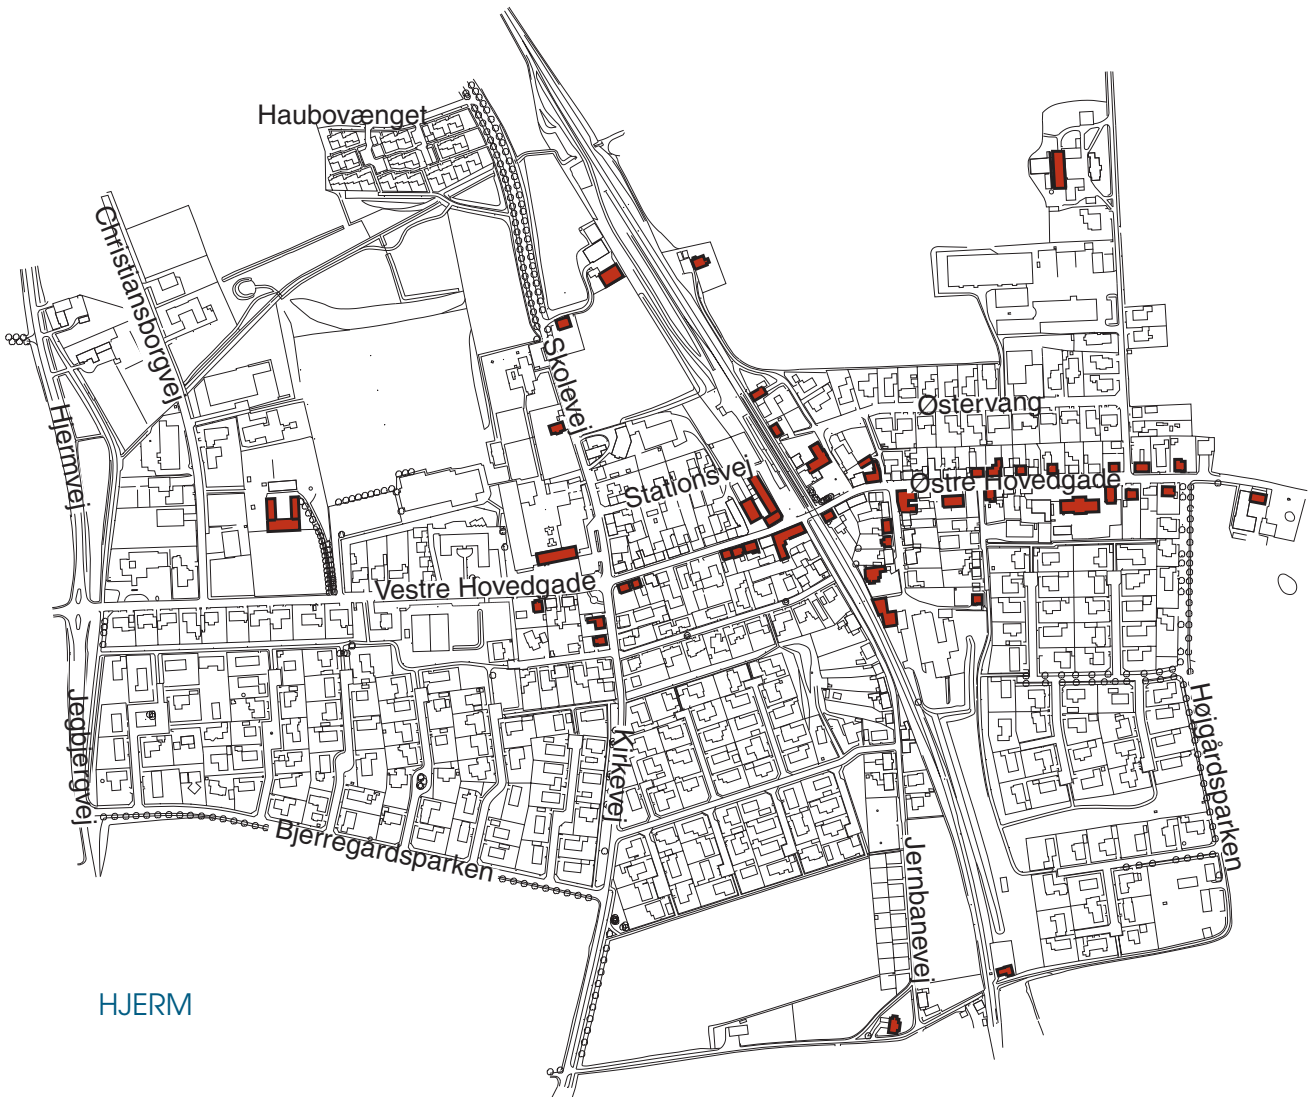 Haubovænget
Christiansborgvej
Skolevej
Hjermvej
Østervang
Stationsvej
Østre Hovedgade
Vestre Hovedgade
Jegbjergvej
Kirkevej
Højgårdsparken
Bjerregårdsparken
Jernbanevej
HJERM